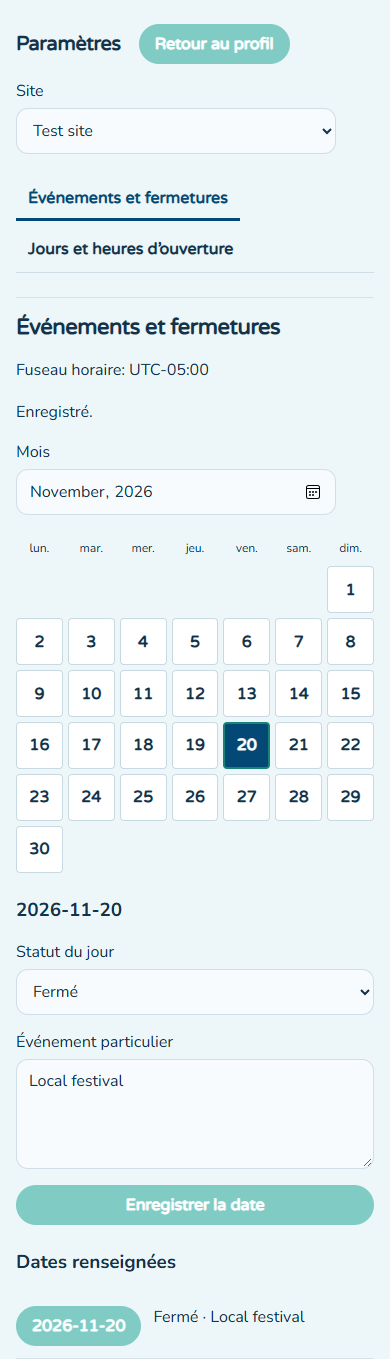 Paramètres Retour au profil
Site
Test site
Événements et fermetures
Jours et heures d'ouverture
Événements et fermetures
Fuseau horaire: UTC-05:00
Enregistré.
Mois
November, 2026
lun. mar. mer. jeu. ven. sam. dim.
1
2 3 4 5 6 7 8
9 10 11 12 13 14 15
16 17 18 19 20 21 22
23 24 25 26 27 28 29
30
2026-11-20
Statut du jour
Fermé
Événement particulier
Local festival
Enregistrer la date
Dates renseignées
2026-11-20 Fermé · Local festival